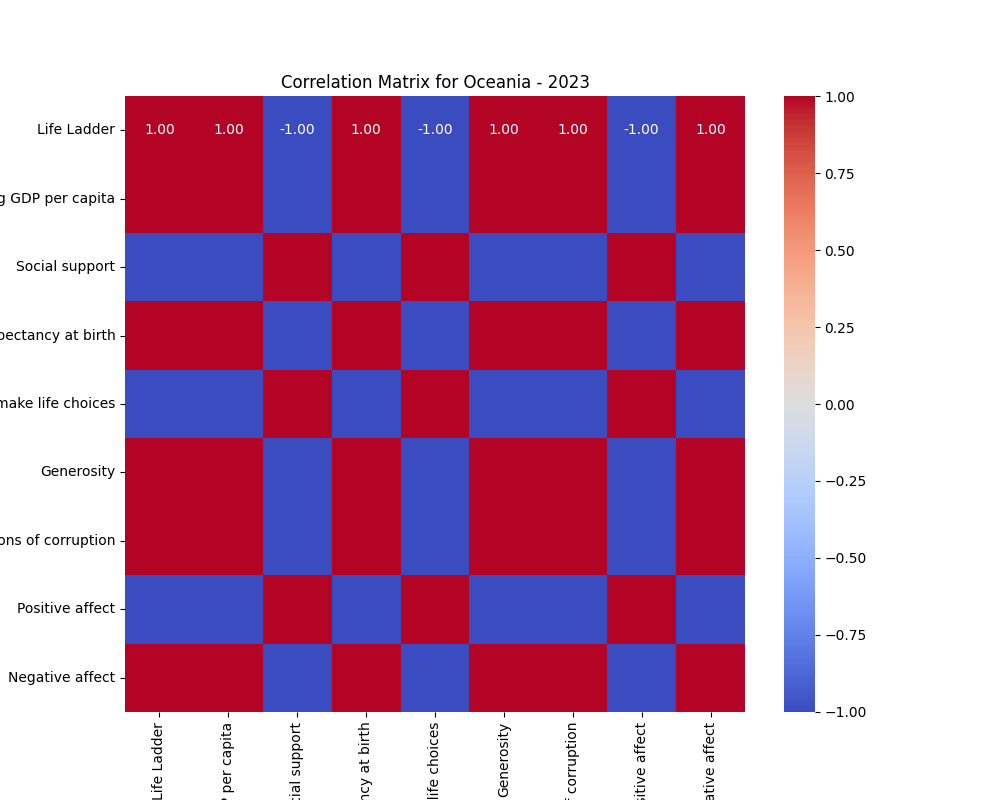 Correlation Matrix for Oceania - 2023
Life Ladder
1.00 1.00 -1.00 1.00 -1.00 1.00 1.00 -1.00 1.00
g GDP per capita
Social support
pectancy at birth
make life choices
Generosity
ons of corruption
Positive affect
Negative affect
Life Ladder
P per capita
cial support
ncy at birth
life choices
Generosity
f corruption
sitive affect
ative affect
1.00
0.75
0.50
0.25
0.00
−0.25
−0.50
−0.75
−1.00